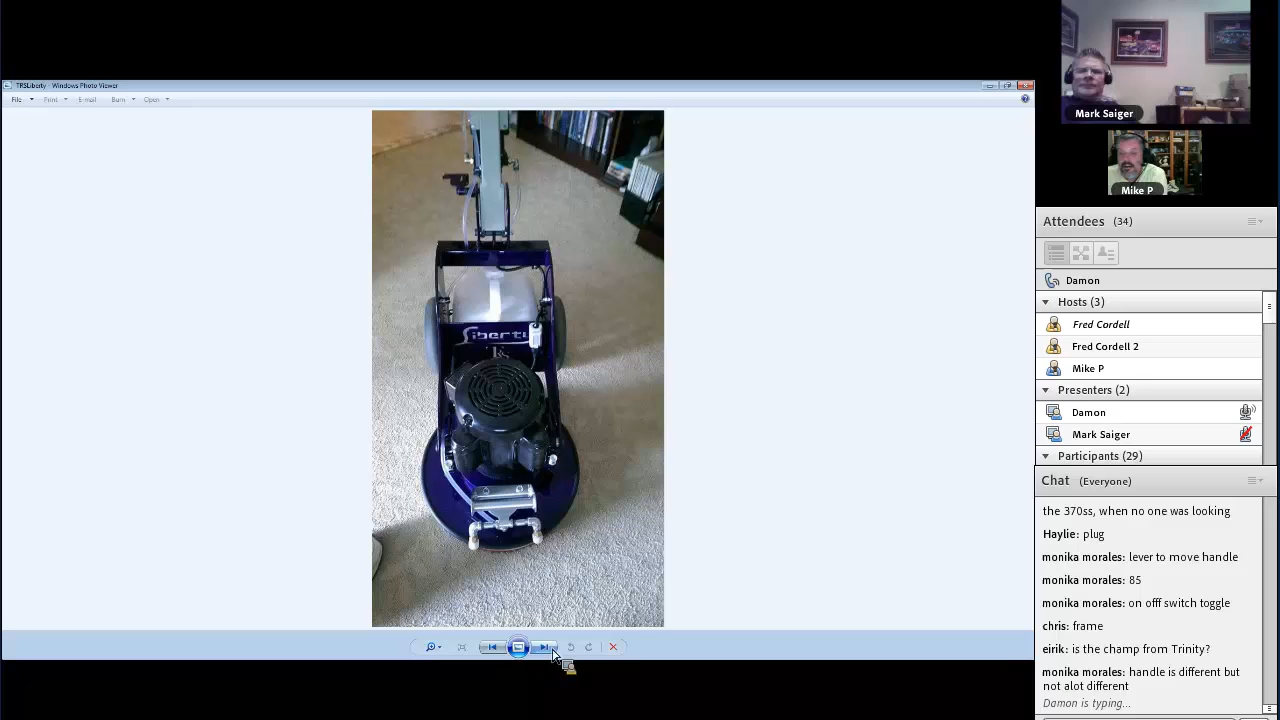 TRSLiberty - Windows Photo Viewer
File Print E-mail Burn Open
Liberty
Mark Saiger
Mike P
Attendees (34)
Damon
Hosts (3)
Fred Cordell
Fred Cordell 2
Mike P
Presenters (2)
Damon
Mark Saiger
Participants (29)
Chat (Everyone)
the 370ss, when no one was looking
Haylie: plug
monika morales: lever to move handle
monika morales: 85
monika morales: on offf switch toggle
chris: frame
eirik: is the champ from Trinity?
monika morales: handle is different but
not alot different
Damon is typing...